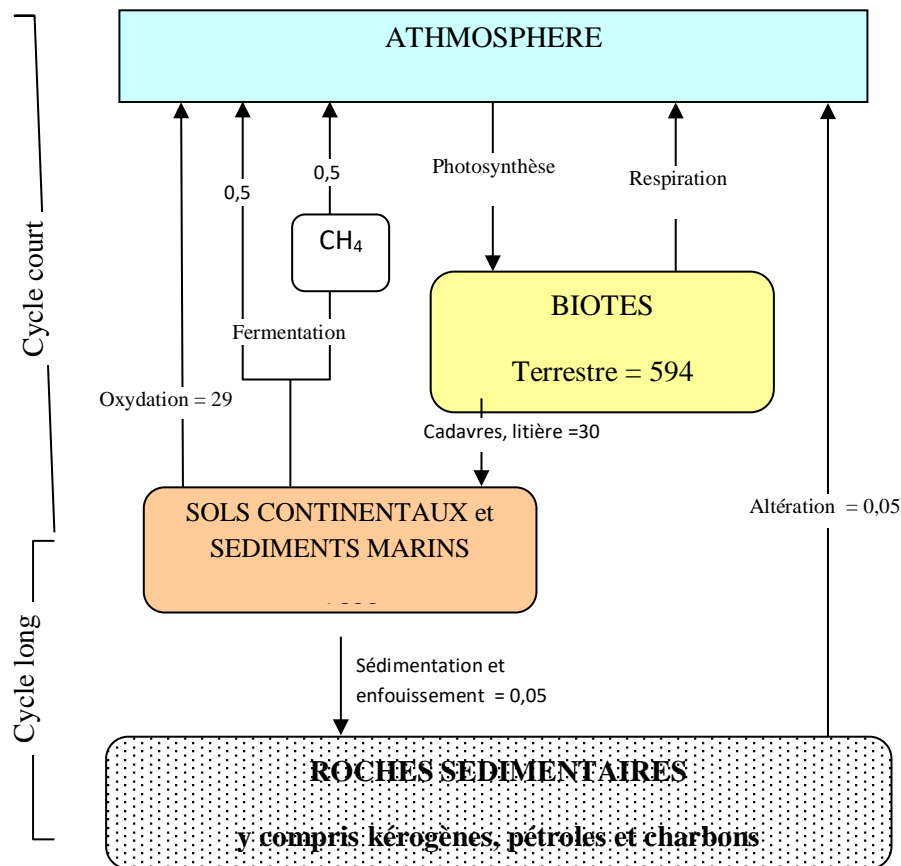 ATHMOSPHERE
Photosynthèse
Respiration
0,5
0,5
CH₄
Fermentation
BIOTES
Terrestre = 594
Oxydation = 29
Cadavres, litière =30
Altération = 0,05
SOLS CONTINENTAUX et
SEDIMENTS MARINS
Sédimentation et
enfouissement = 0,05
ROCHES SEDIMENTAIRES
y compris kérogènes, pétroles et charbons
Cycle court
Cycle long